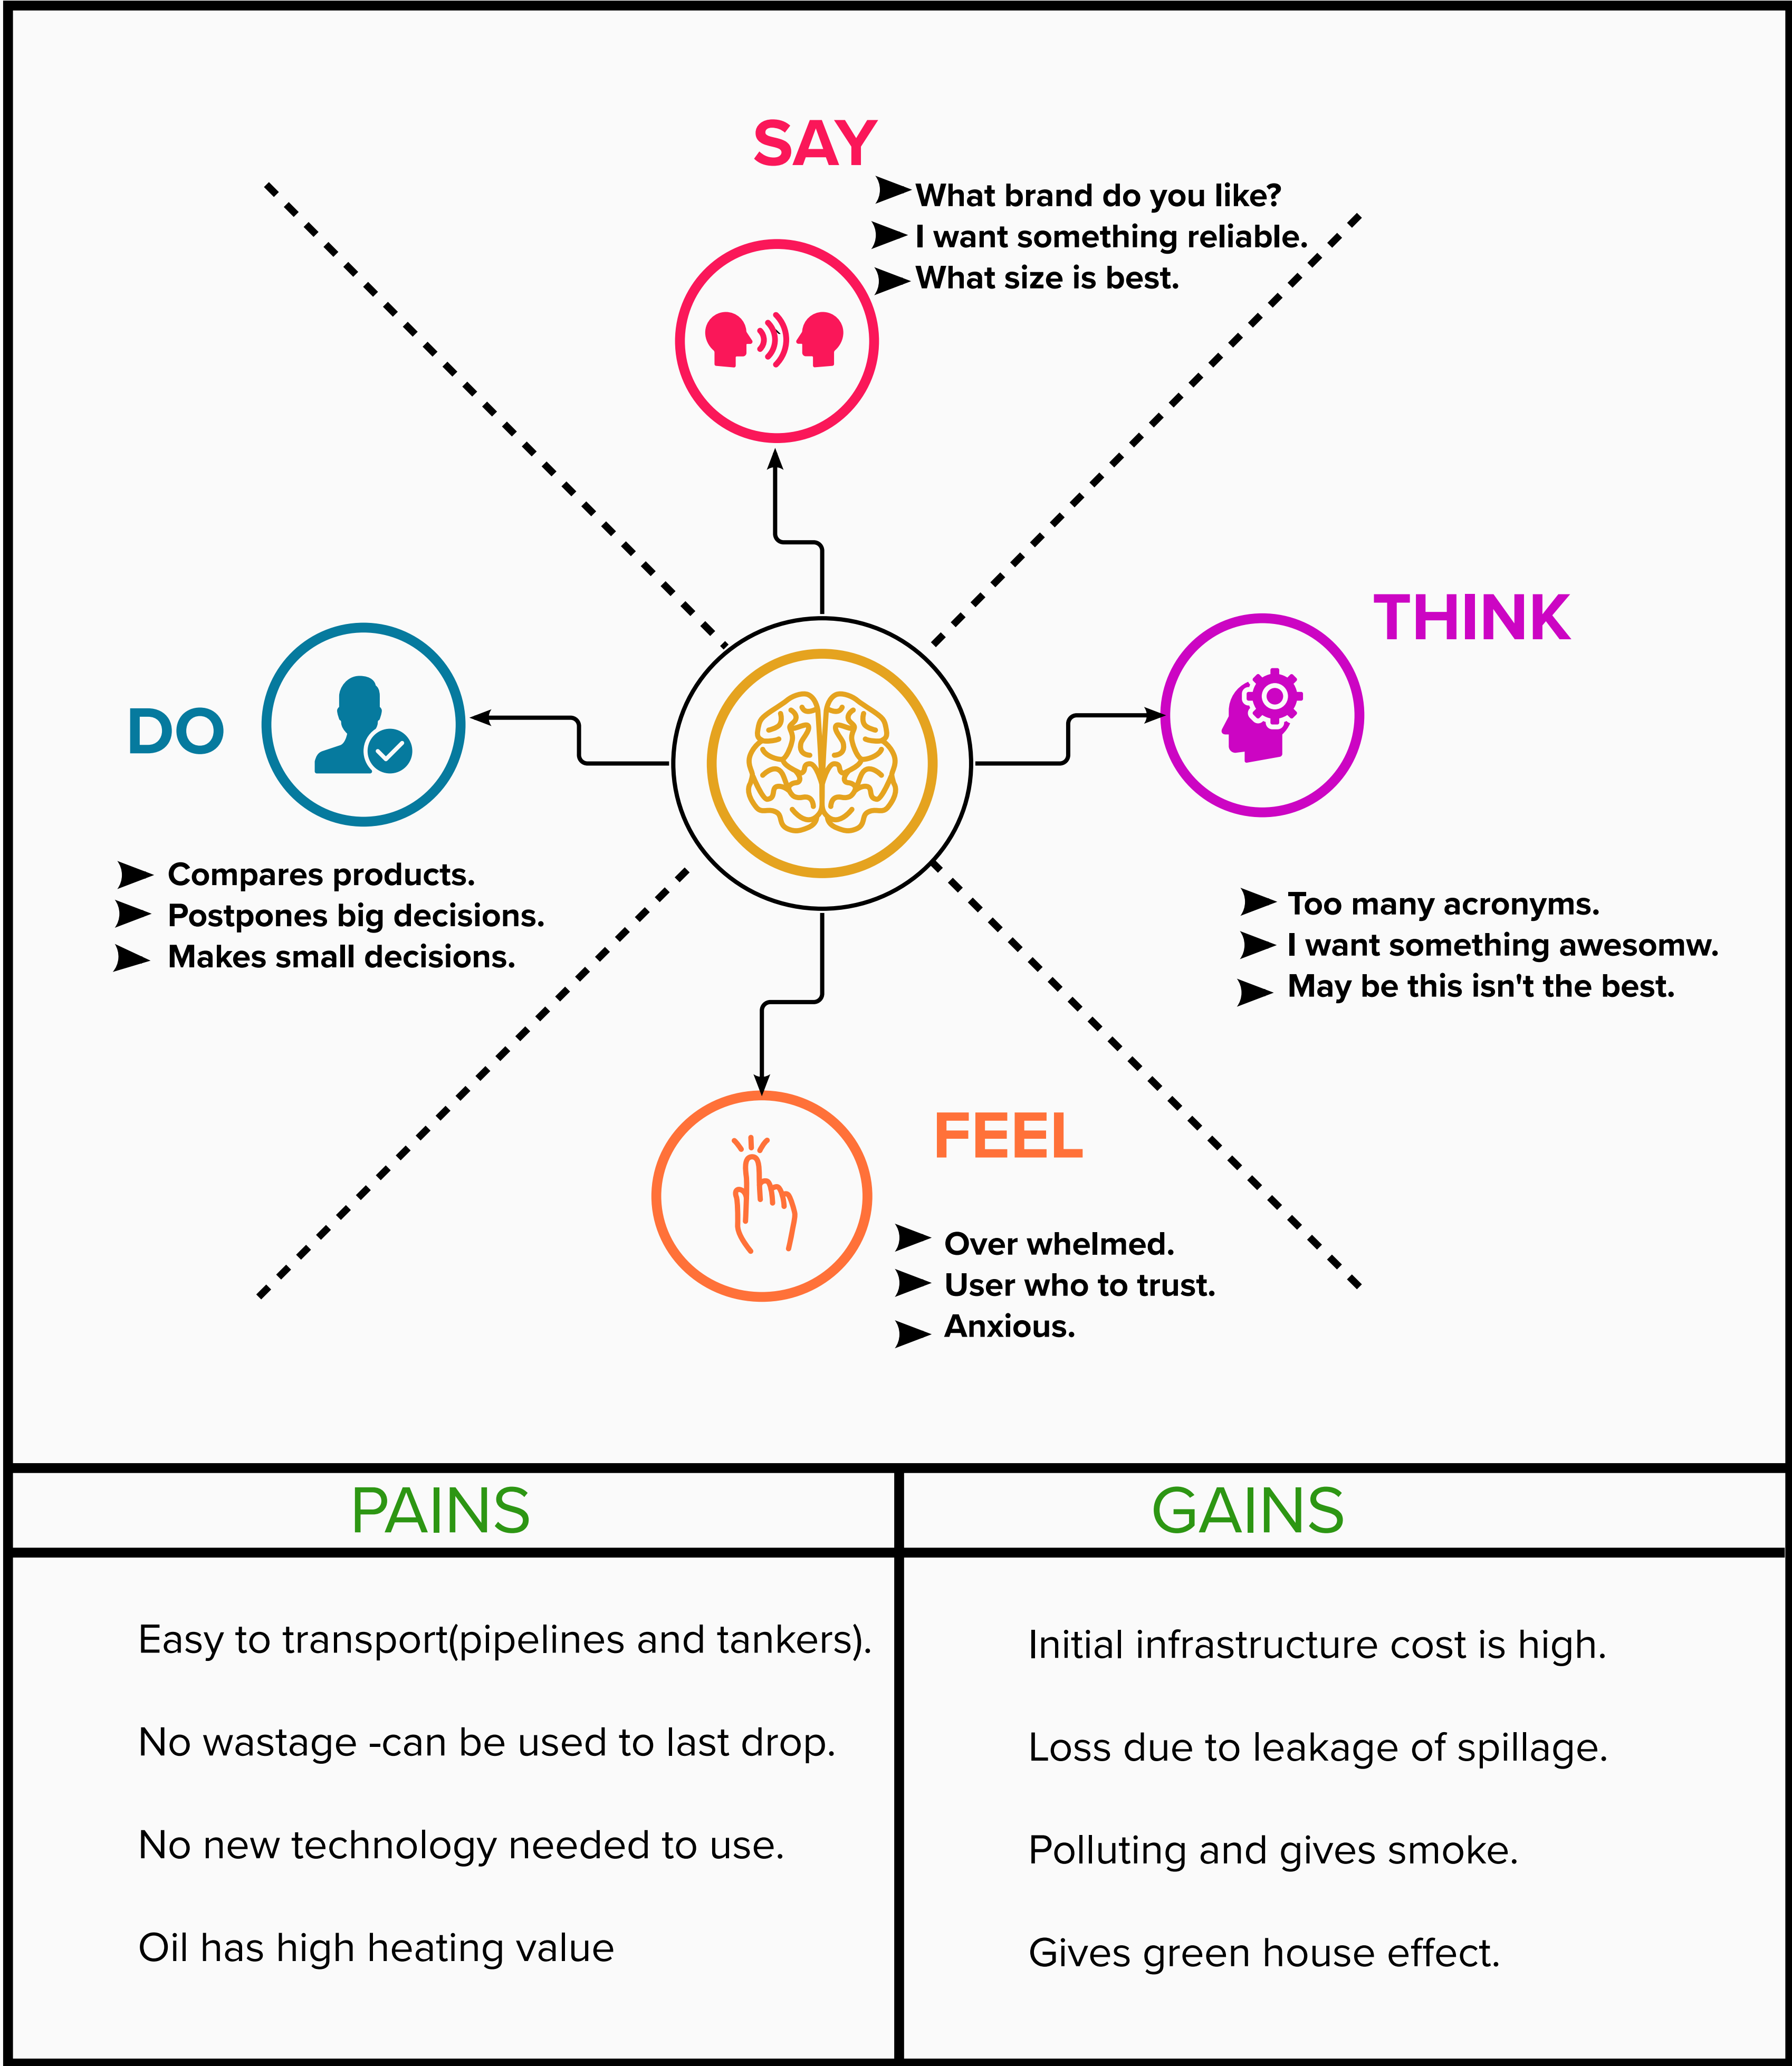 SAY
What brand do you like?
I want something reliable.
What size is best.
THINK
Too many acronyms.
I want something awesomw.
May be this isn't the best.
DO
Compares products.
Postpones big decisions.
Makes small decisions.
FEEL
Over whelmed.
User who to trust.
Anxious.
PAINS
Easy to transport(pipelines and tankers).
No wastage -can be used to last drop.
No new technology needed to use.
Oil has high heating value
GAINS
Initial infrastructure cost is high.
Loss due to leakage of spillage.
Polluting and gives smoke.
Gives green house effect.